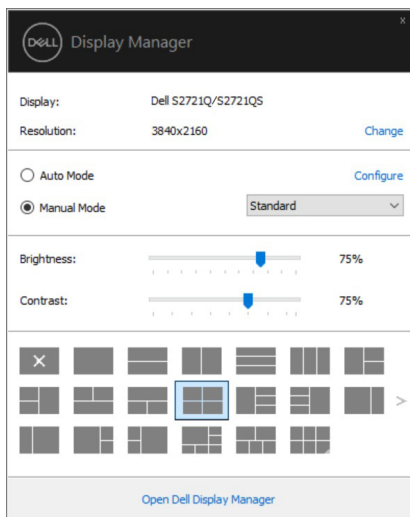 x
DELL Display Manager
Display: Dell S2721Q/S2721QS
Resolution: 3840x2160 Change
Auto Mode Configure
Manual Mode Standard
Brightness: 75%
Contrast: 75%
>
Open Dell Display Manager